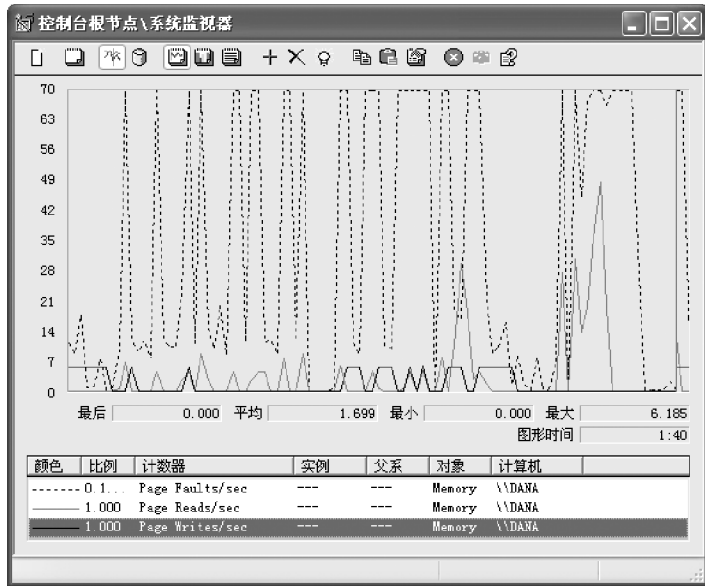 控制台根节点\系统监视器
70
63
56
49
42
35
28
21
14
7
0
最后 0.000 平均 1.699 最小 0.000 最大 6.185
图形时间 1:40
颜色 比例 计数器 实例 父系 对象 计算机
0.1... Page Faults/sec --- --- Memory \\DANA
1.000 Page Reads/sec --- --- Memory \\DANA
1.000 Page Writes/sec --- --- Memory \\DANA